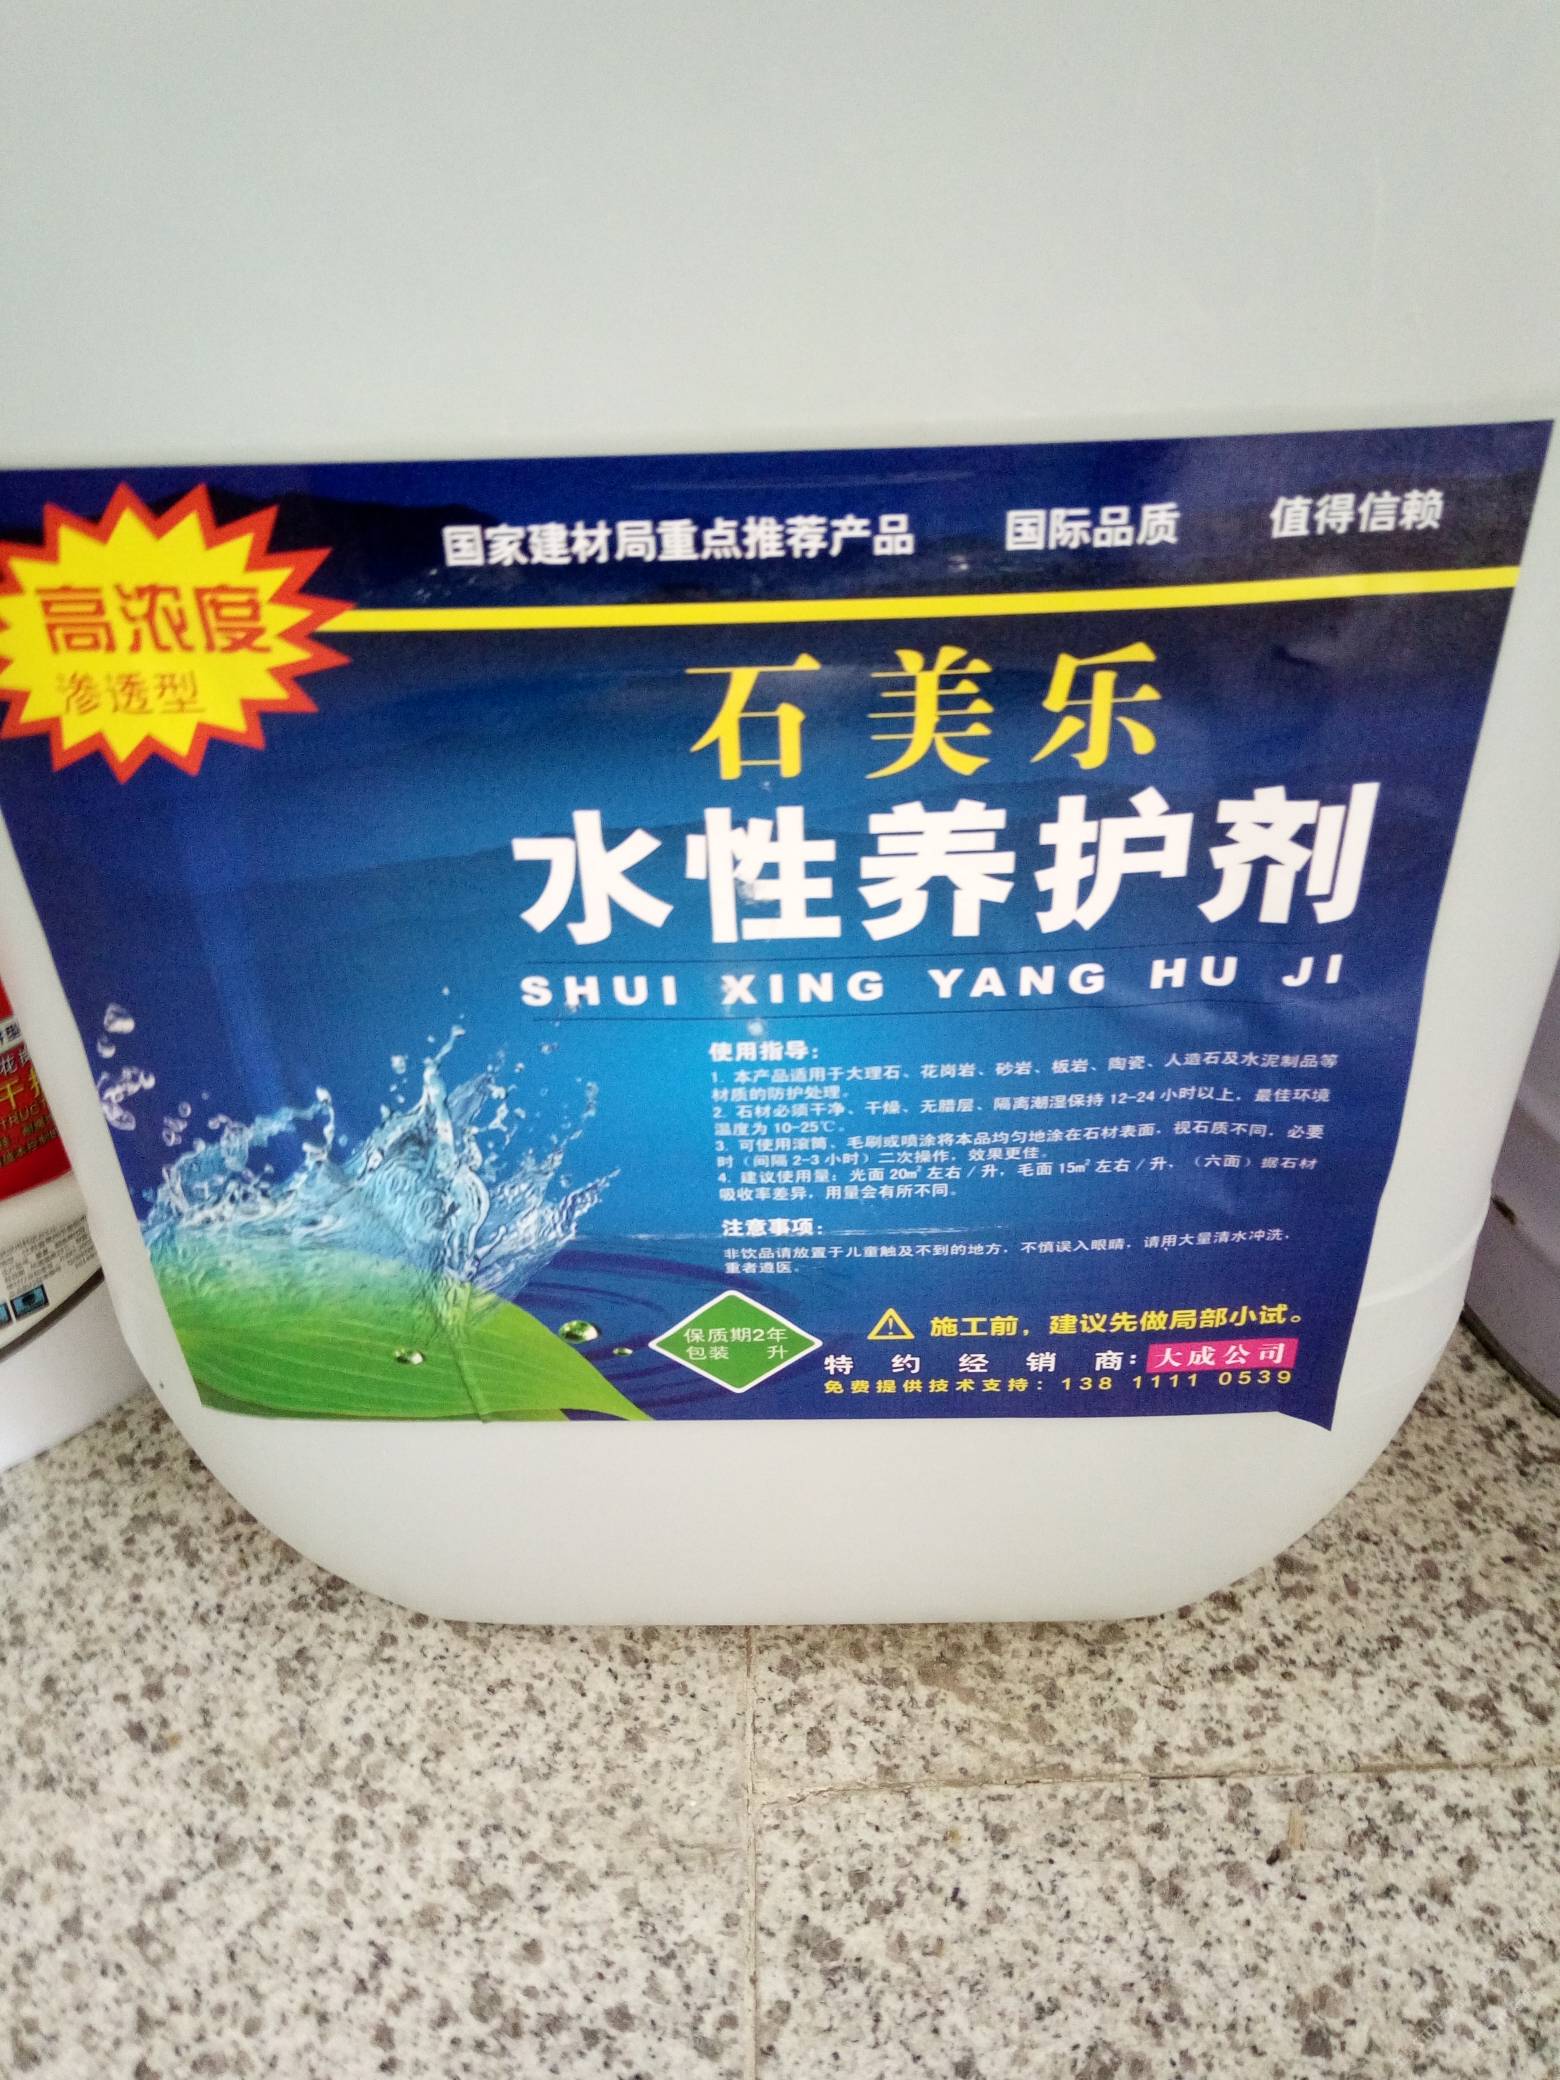 国家建材局重点推荐产品 国际品质 值得信赖
高浓度
渗透型
石美乐
水性养护剂
SHUI XING YANG HU JI
使用指导：
1. 本产品适用于大理石、花岗岩、砂岩、板岩、陶瓷、人造石及水泥制品等
材质的防护处理。
2. 石材必须干净、干燥、无腊层、隔离潮湿保持12-24小时以上，最佳环境
温度为10-25℃。
3. 可使用滚筒、毛刷或喷涂将本品均匀地涂在石材表面，视石质不同，必要
时（间隔2-3小时）二次操作，效果更佳。
4. 建议使用量：光面20㎡左右/升，毛面15㎡左右/升，（六面）据石材
吸收率差异，用量会有所不同。
注意事项：
非饮品请放置于儿童触及不到的地方，不慎误入眼睛，请用大量清水冲洗，
重者遵医。
保质期2年
包装 升
施工前，建议先做局部小试。
特约经销商：大成公司
免费提供技术支持：138 1111 0539